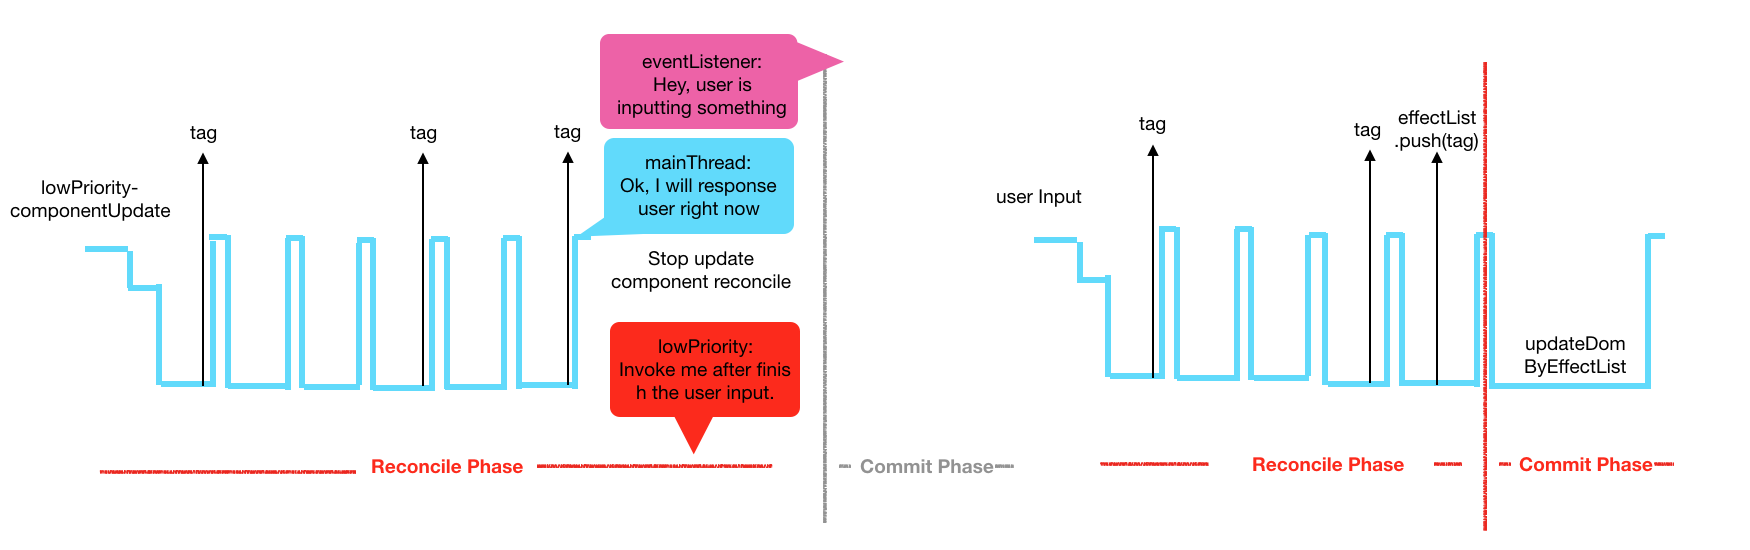 eventListener:
Hey, user is
inputting something
tag
tag
tag
mainThread:
Ok, I will response
user right now
lowPriority-
componentUpdate
Stop update
component reconcile
lowPriority:
Invoke me after finis
h the user input.
Reconcile Phase
Commit Phase
tag
tag
effectList
.push(tag)
user Input
updateDom
ByEffectList
Reconcile Phase
Commit Phase